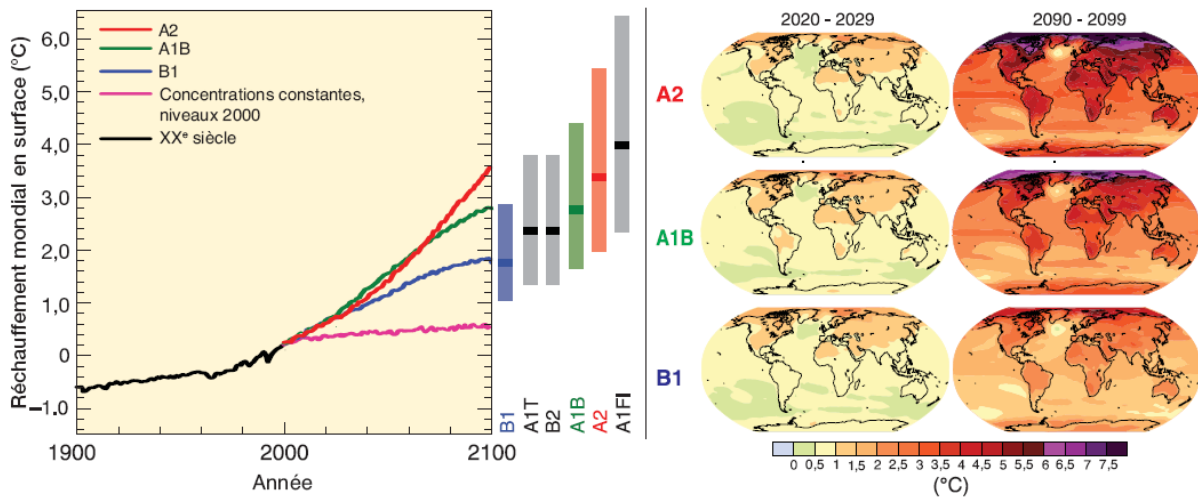 Réchauffement mondial en surface (°C)
6,0
5,0
4,0
3,0
2,0
1,0
0
–1,0
A2
A1B
B1
Concentrations constantes,
niveaux 2000
XXe siècle
1900
2000
2100
Année
B1
A1T
B2
A1B
A2
A1FI
2020 - 2029
2090 - 2099
A2
A1B
B1
0 0,5 1 1,5 2 2,5 3 3,5 4 4,5 5 5,5 6 6,5 7 7,5
(°C)